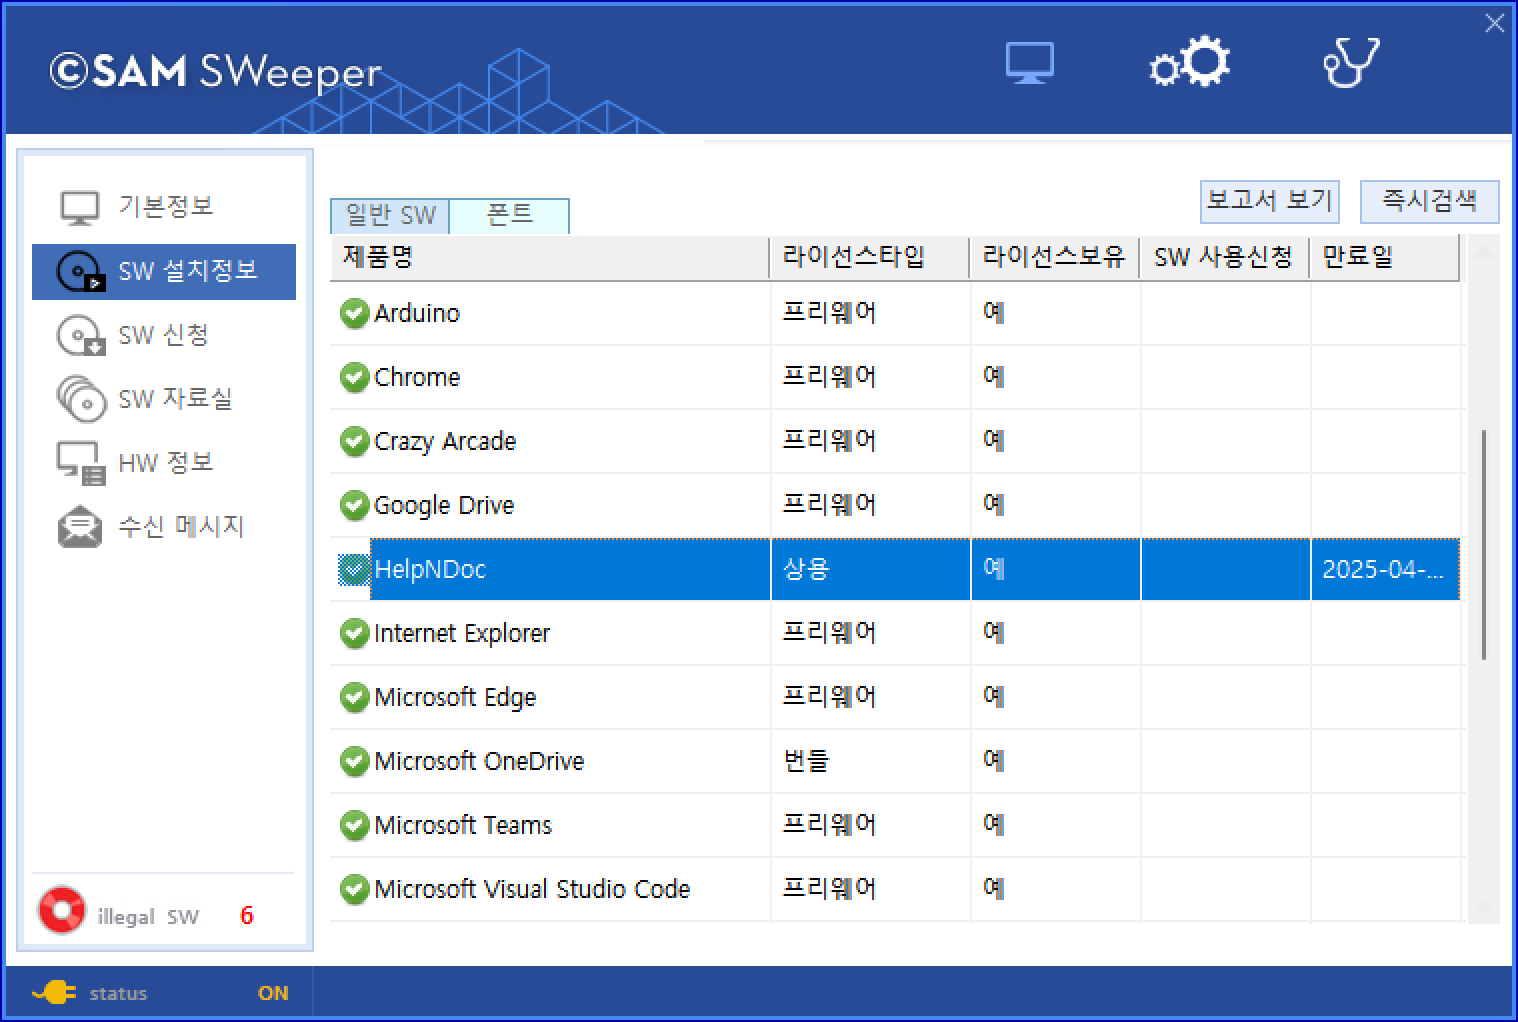 ©SAM SWeeper
기본정보
SW 설치정보
SW 신청
SW 자료실
HW 정보
수신 메시지
illegal SW 6
일반 SW 폰트 보고서 보기 즉시검색
제품명 라이선스타입 라이선스보유 SW 사용신청 만료일
Arduino 프리웨어 예
Chrome 프리웨어 예
Crazy Arcade 프리웨어 예
Google Drive 프리웨어 예
HelpNDoc 상용 예 2025-04-...
Internet Explorer 프리웨어 예
Microsoft Edge 프리웨어 예
Microsoft OneDrive 번들 예
Microsoft Teams 프리웨어 예
Microsoft Visual Studio Code 프리웨어 예
status ON